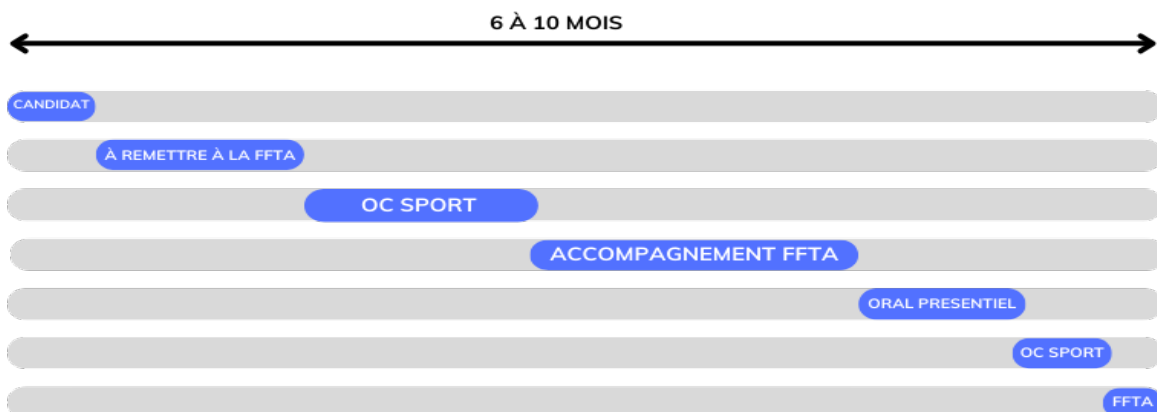 6 À 10 MOIS
CANDIDAT
À REMETTRE À LA FFTA
OC SPORT
ACCOMPAGNEMENT FFTA
ORAL PRESENTIEL
OC SPORT
FFTA